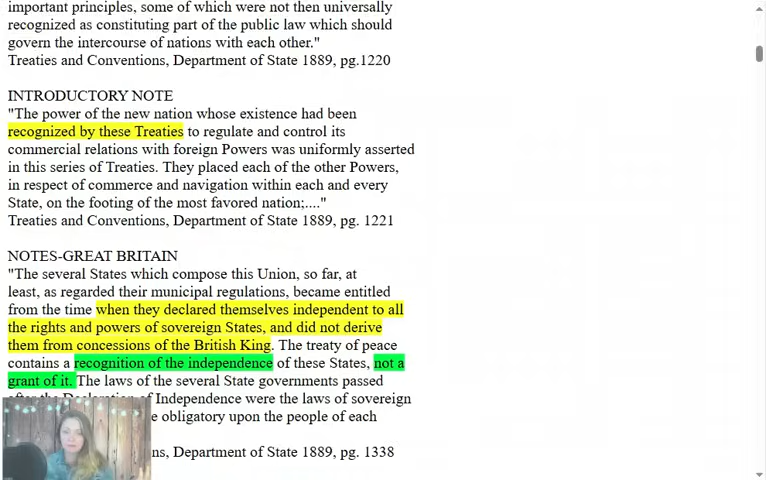 important principles, some of which were not then universally
recognized as constituting part of the public law which should
govern the intercourse of nations with each other."
Treaties and Conventions, Department of State 1889, pg.1220
INTRODUCTORY NOTE
"The power of the new nation whose existence had been
recognized by these Treaties to regulate and control its
commercial relations with foreign Powers was uniformly asserted
in this series of Treaties. They placed each of the other Powers,
in respect of commerce and navigation within each and every
State, on the footing of the most favored nation;...."
Treaties and Conventions, Department of State 1889, pg. 1221
NOTES-GREAT BRITAIN
"The several States which compose this Union, so far, at
least, as regarded their municipal regulations, became entitled
from the time when they declared themselves independent to all
the rights and powers of sovereign States, and did not derive
them from concessions of the British King. The treaty of peace
contains a recognition of the independence of these States, not a
grant of it. The laws of the several State governments passed
after the Declaration of Independence were the laws of sovereign
e obligatory upon the people of each
ns, Department of State 1889, pg. 1338